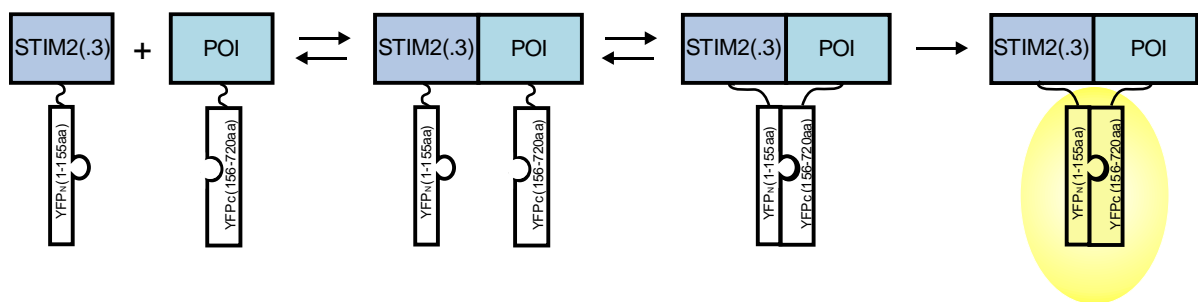 STIM2(.3) + POI STIM2(.3) POI STIM2(.3) POI STIM2(.3) POI
YFPN(1-155aa)
YFPc(156-720aa)
YFPN(1-155aa)
YFPc(156-720aa)
YFPN(1-155aa)
YFPc(156-720aa)
YFPN(1-155aa)
YFPc(156-720aa)